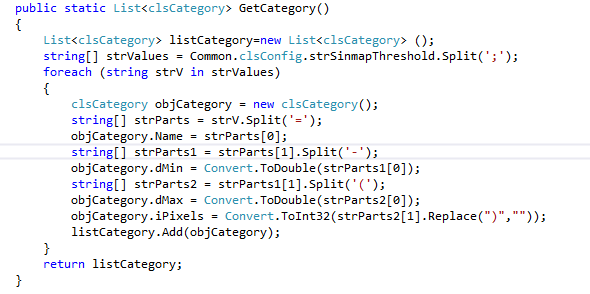 public static List<clsCategory> GetCategory()
{
List<clsCategory> listCategory=new List<clsCategory> ();
string[] strValues = Common.clsConfig.strSinmapThreshold.Split(';');
foreach (string strV in strValues)
{
clsCategory objCategory = new clsCategory();
string[] strParts = strV.Split('=');
objCategory.Name = strParts[0];
string[] strParts1 = strParts[1].Split('-');
objCategory.dMin = Convert.ToDouble(strParts1[0]);
string[] strParts2 = strParts1[1].Split('(');
objCategory.dMax = Convert.ToDouble(strParts2[0]);
objCategory.iPixels = Convert.ToInt32(strParts2[1].Replace(")",""));
listCategory.Add(objCategory);
}
return listCategory;
}